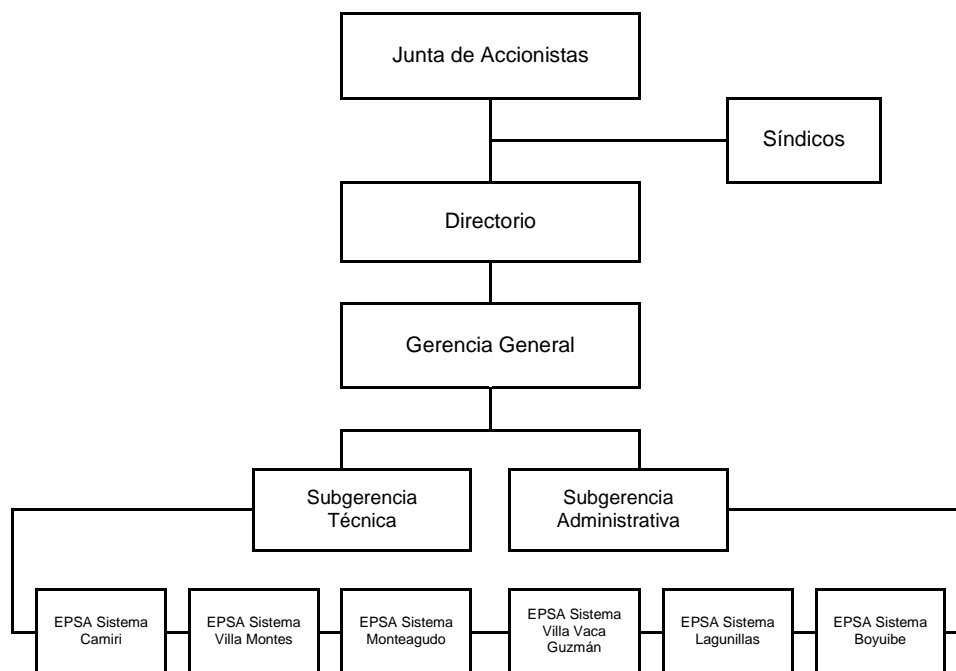 Junta de Accionistas
Síndicos
Directorio
Gerencia General
Subgerencia
Técnica
Subgerencia
Administrativa
EPSA Sistema
Camiri
EPSA Sistema
Villa Montes
EPSA Sistema
Monteagudo
EPSA Sistema
Villa Vaca
Guzmán
EPSA Sistema
Lagunillas
EPSA Sistema
Boyuibe